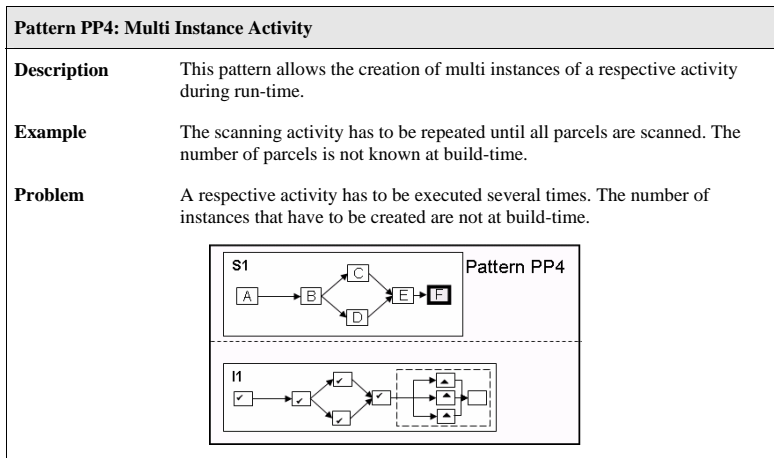 Pattern PP4: Multi Instance Activity
Description This pattern allows the creation of multi instances of a respective activity
during run-time.
Example The scanning activity has to be repeated until all parcels are scanned. The
number of parcels is not known at build-time.
Problem A respective activity has to be executed several times. The number of
instances that have to be created are not at build-time.
S1 Pattern PP4
C
A B E F
D
I1